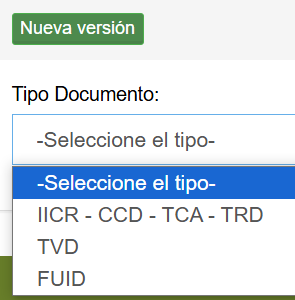 Nueva versión
Tipo Documento:
-Seleccione el tipo-
-Seleccione el tipo-
IICR - CCD - TCA - TRD
TVD
FUID